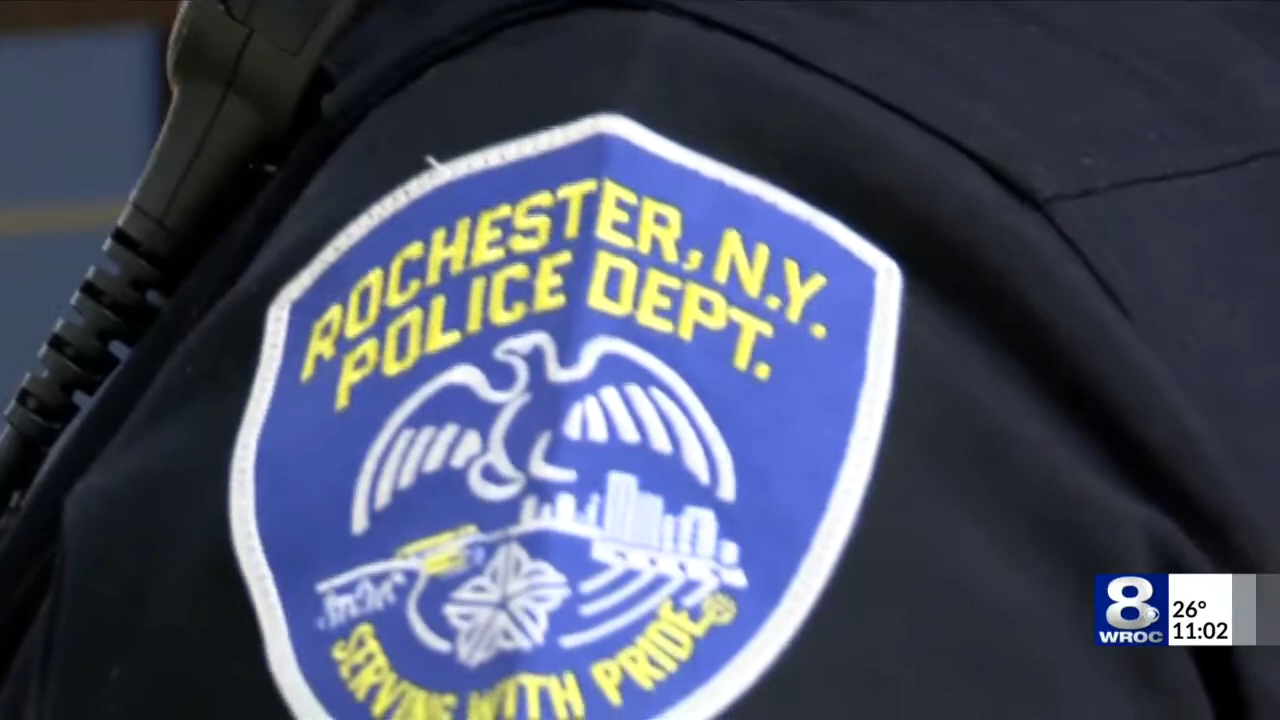 ROCHESTER, N.Y.
POLICE DEPT.
SERVING WITH PRIDE
8
WROC
26°
11:02